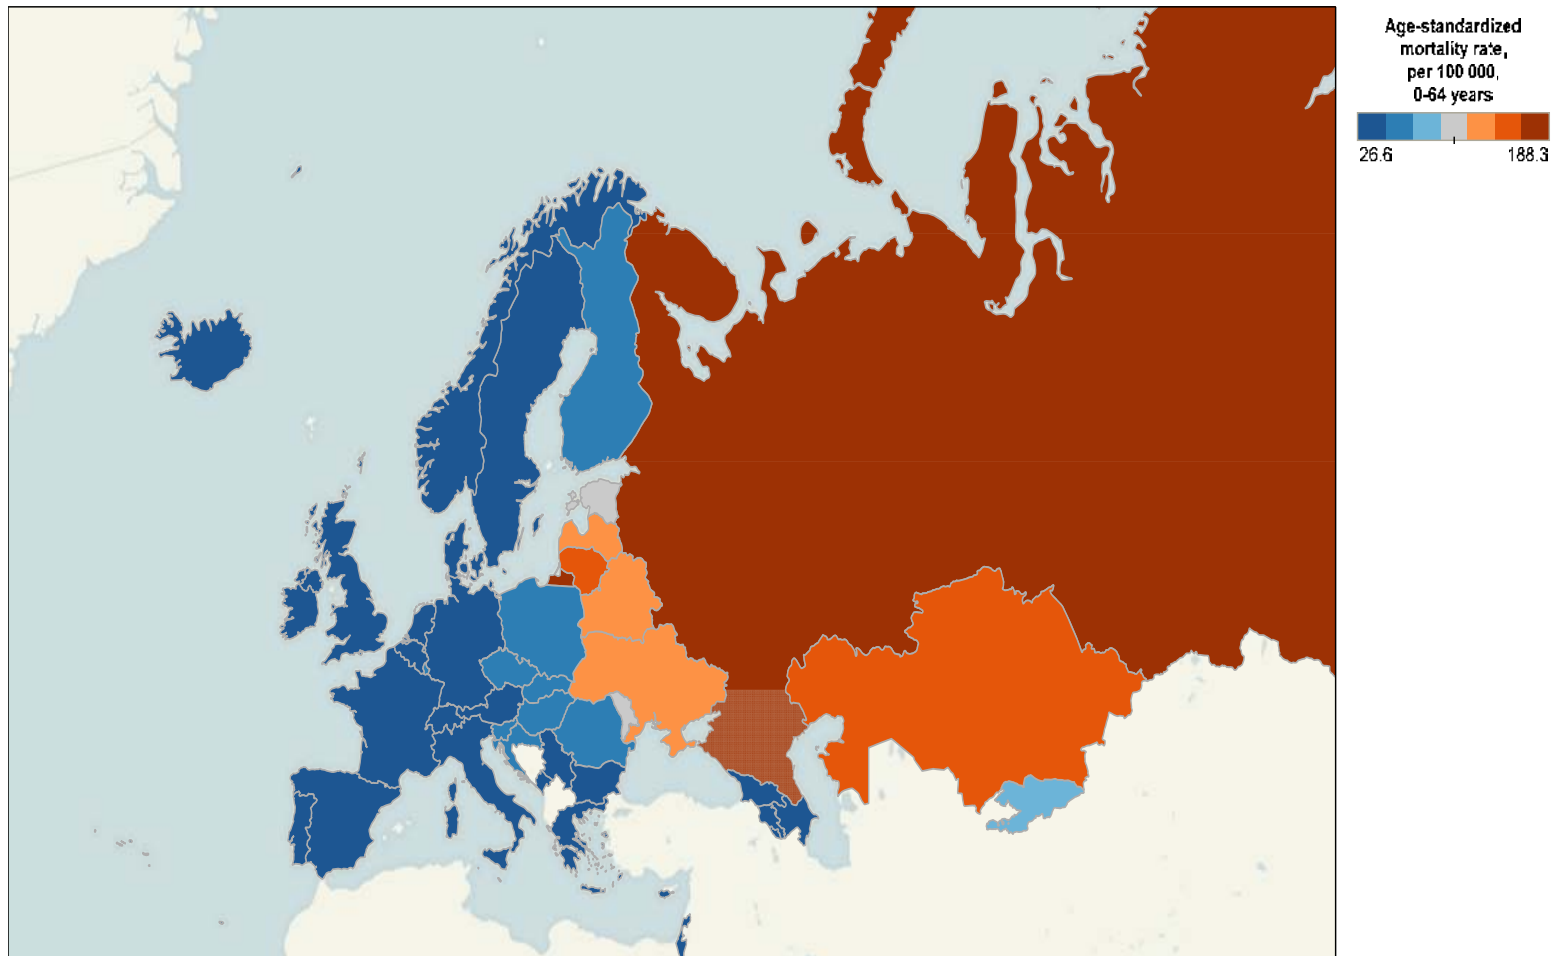 Age-standardized
mortality rate,
per 100 000,
0-64 years
26.6 188.3